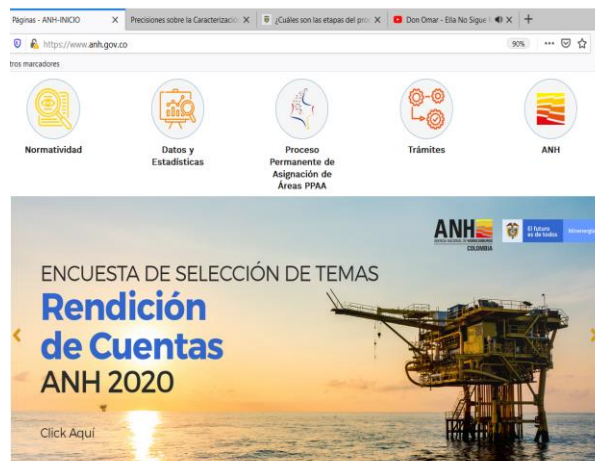 Páginas - ANH-INICIO
Precisiones sobre la Caracterizació
¿Cuáles son las etapas del pro
Don Omar - Ella No Sigue
https://www.anh.gov.co
90%
tros marcadores
Normatividad
Datos y
Estadísticas
Proceso
Permanente de
Asignación de
Áreas PPAA
Trámites
ANH
ANH
COLOMBIA
El futuro
es de todos
Minenergía
ENCUESTA DE SELECCIÓN DE TEMAS
Rendición
de Cuentas
ANH 2020
Click Aquí